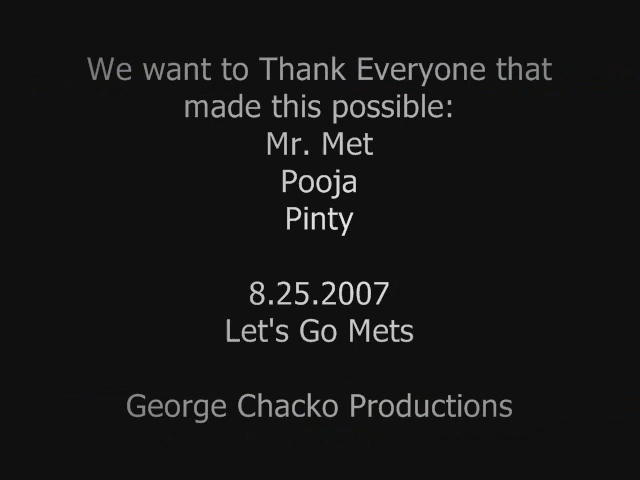 We want to Thank Everyone that
made this possible:
Mr. Met
Pooja
Pinty
8.25.2007
Let's Go Mets
George Chacko Productions